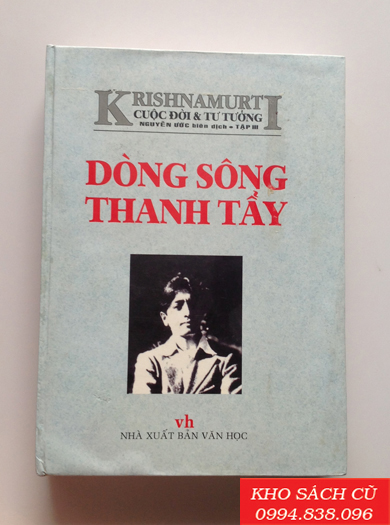 KRISHNAMURTI
CUỘC ĐỜI & TƯ TƯỞNG
NGUYỄN ƯỚC biên dịch - TẬP III
DÒNG SÔNG
THANH TẨY
vh
NHÀ XUẤT BẢN VĂN HỌC
KHO SÁCH CŨ
0994.838.096